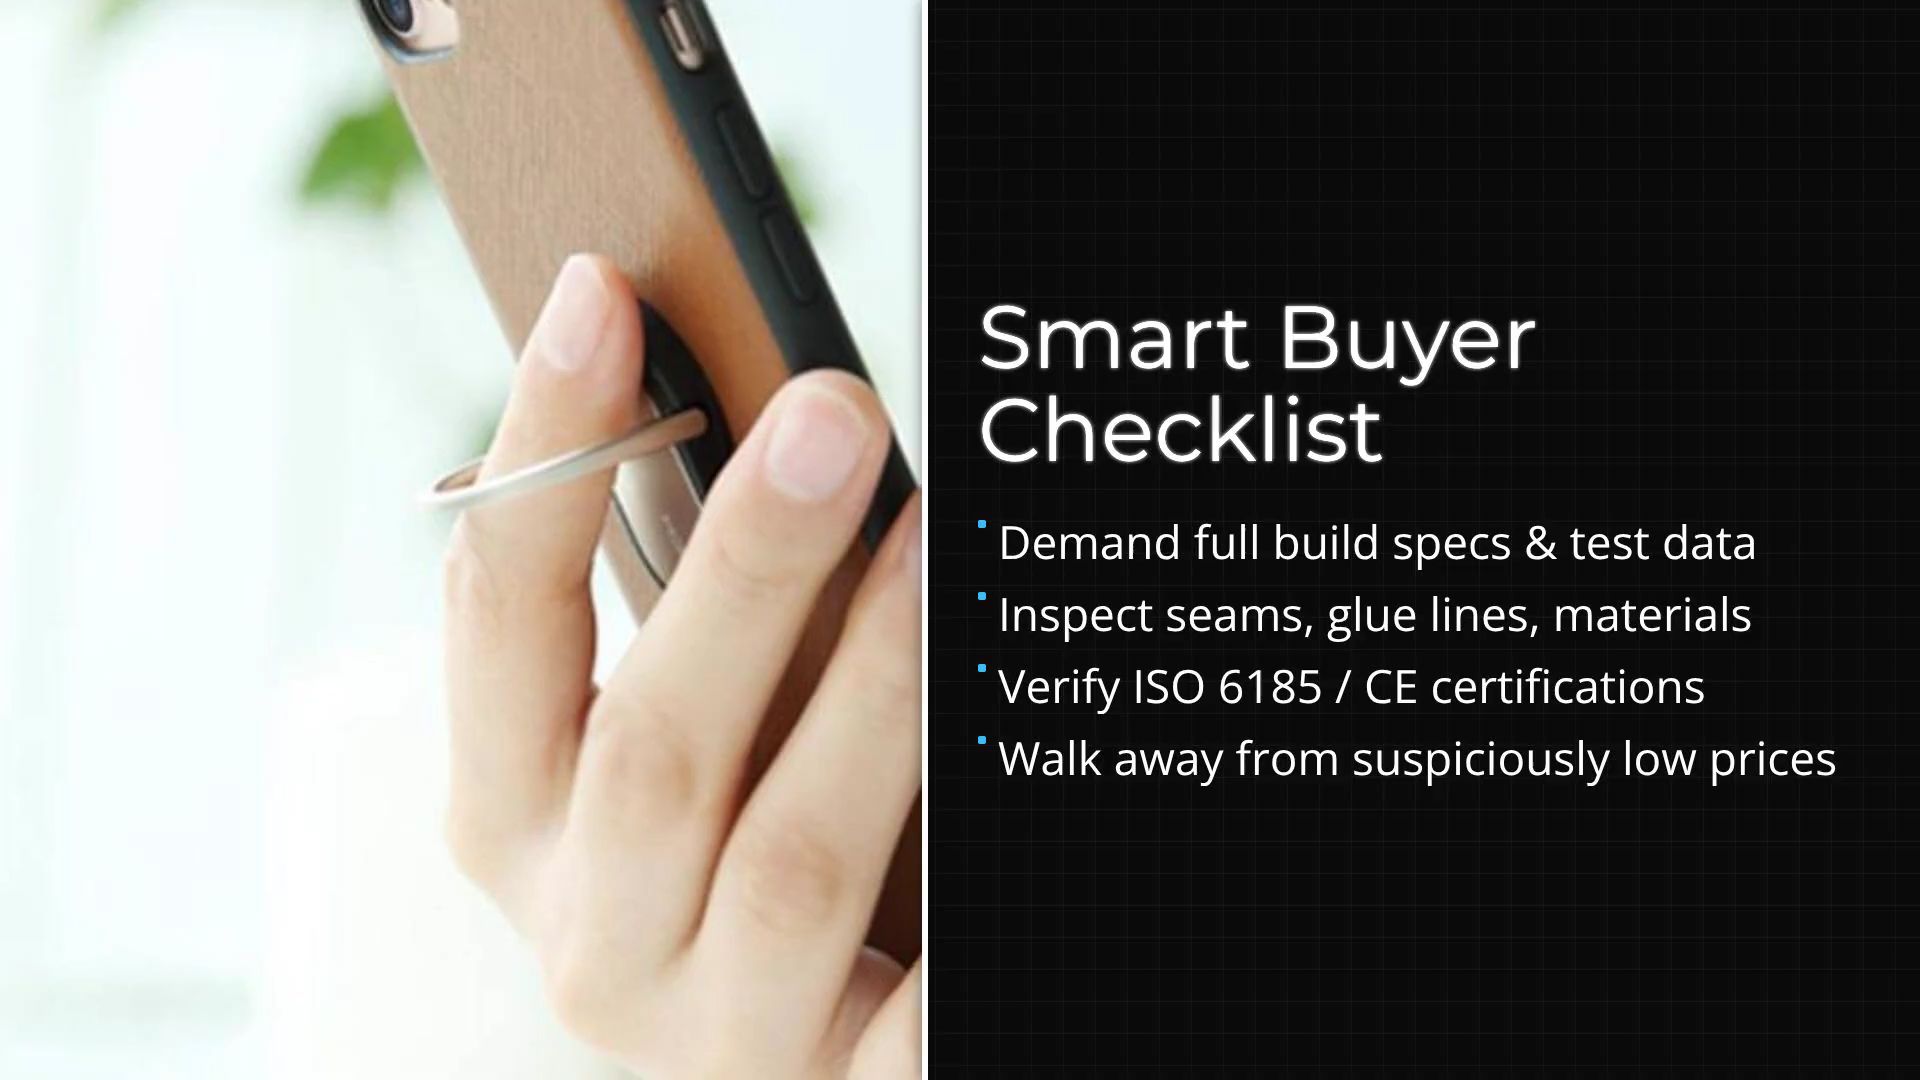 Smart Buyer
Checklist
Demand full build specs & test data
Inspect seams, glue lines, materials
Verify ISO 6185 / CE certifications
Walk away from suspiciously low prices